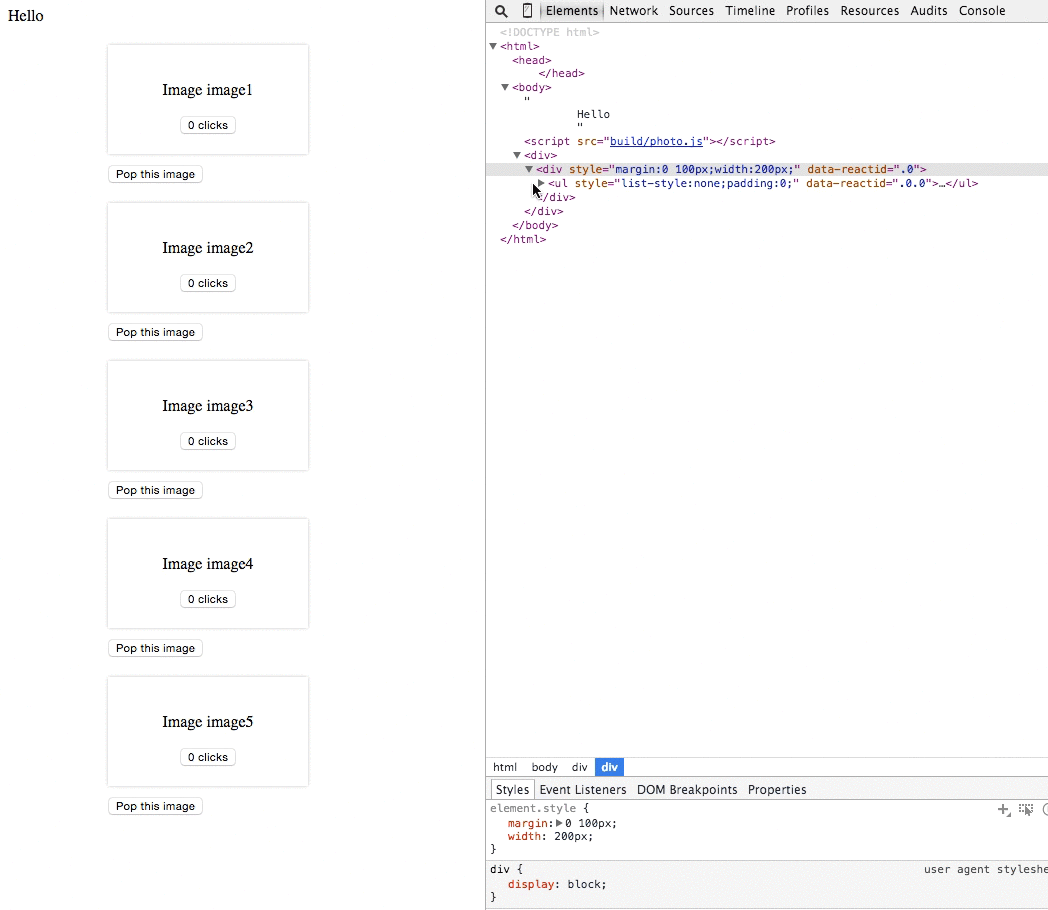 Hello
Image image1
0 clicks
Pop this image
Image image2
0 clicks
Pop this image
Image image3
0 clicks
Pop this image
Image image4
0 clicks
Pop this image
Image image5
0 clicks
Pop this image
Elements Network Sources Timeline Profiles Resources Audits Console
<!DOCTYPE html>
<html>
<head>
</head>
<body>
"
Hello
"
<script src="build/photo.js"></script>
<div>
<div style="margin:0 100px;width:200px;" data-reactid=".0">
<ul style="list-style:none;padding:0;" data-reactid=".0.0">…</ul>
</div>
</div>
</body>
</html>
html body div div
Styles Event Listeners DOM Breakpoints Properties
element.style {
margin: 0 100px;
width: 200px;
}
div { user agent styleshe
display: block;
}